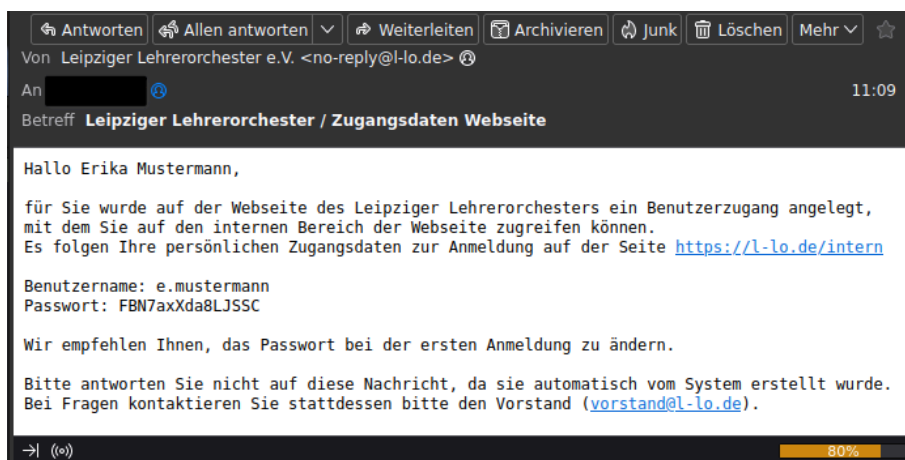 Antworten Allen antworten Weiterleiten Archivieren Junk Löschen Mehr
Von Leipziger Lehrerorchester e.V. <no-reply@l-lo.de>
An 11:09
Betreff Leipziger Lehrerorchester / Zugangsdaten Webseite
Hallo Erika Mustermann,
für Sie wurde auf der Webseite des Leipziger Lehrerorchesters ein Benutzerzugang angelegt,
mit dem Sie auf den internen Bereich der Webseite zugreifen können.
Es folgen Ihre persönlichen Zugangsdaten zur Anmeldung auf der Seite https://l-lo.de/intern
Benutzername: e.mustermann
Passwort: FBN7axXda8LJSSC
Wir empfehlen Ihnen, das Passwort bei der ersten Anmeldung zu ändern.
Bitte antworten Sie nicht auf diese Nachricht, da sie automatisch vom System erstellt wurde.
Bei Fragen kontaktieren Sie stattdessen bitte den Vorstand (vorstand@l-lo.de).
80%